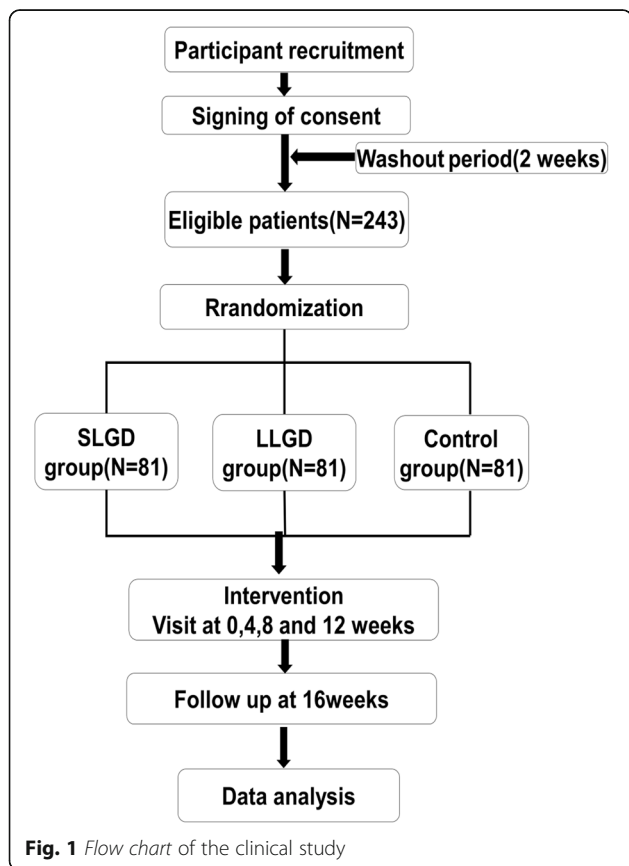 Participant recruitment
Signing of consent
Washout period(2 weeks)
Eligible patients(N=243)
Rrandomization
SLGD
group(N=81)
LLGD
group(N=81)
Control
group(N=81)
Intervention
Visit at 0,4,8 and 12 weeks
Follow up at 16weeks
Data analysis
Fig. 1 Flow chart of the clinical study